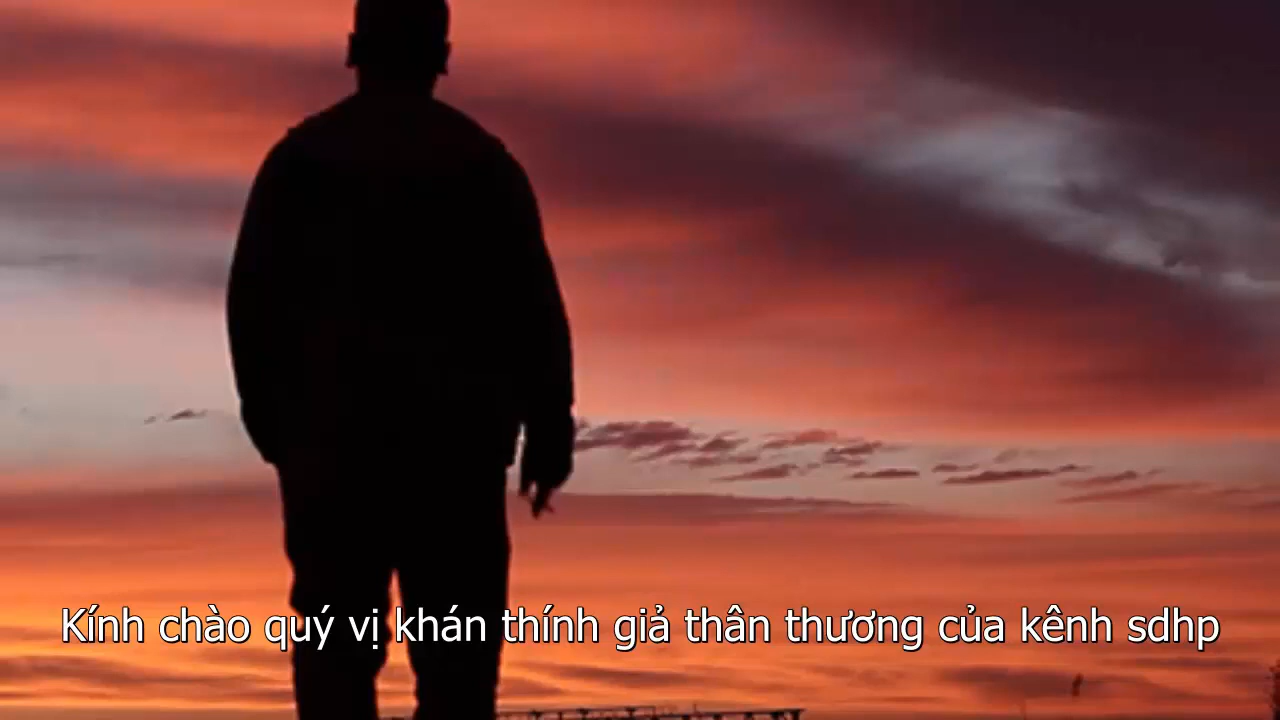 Kính chào quý vị khán thính giả thân thương của kênh sdhp